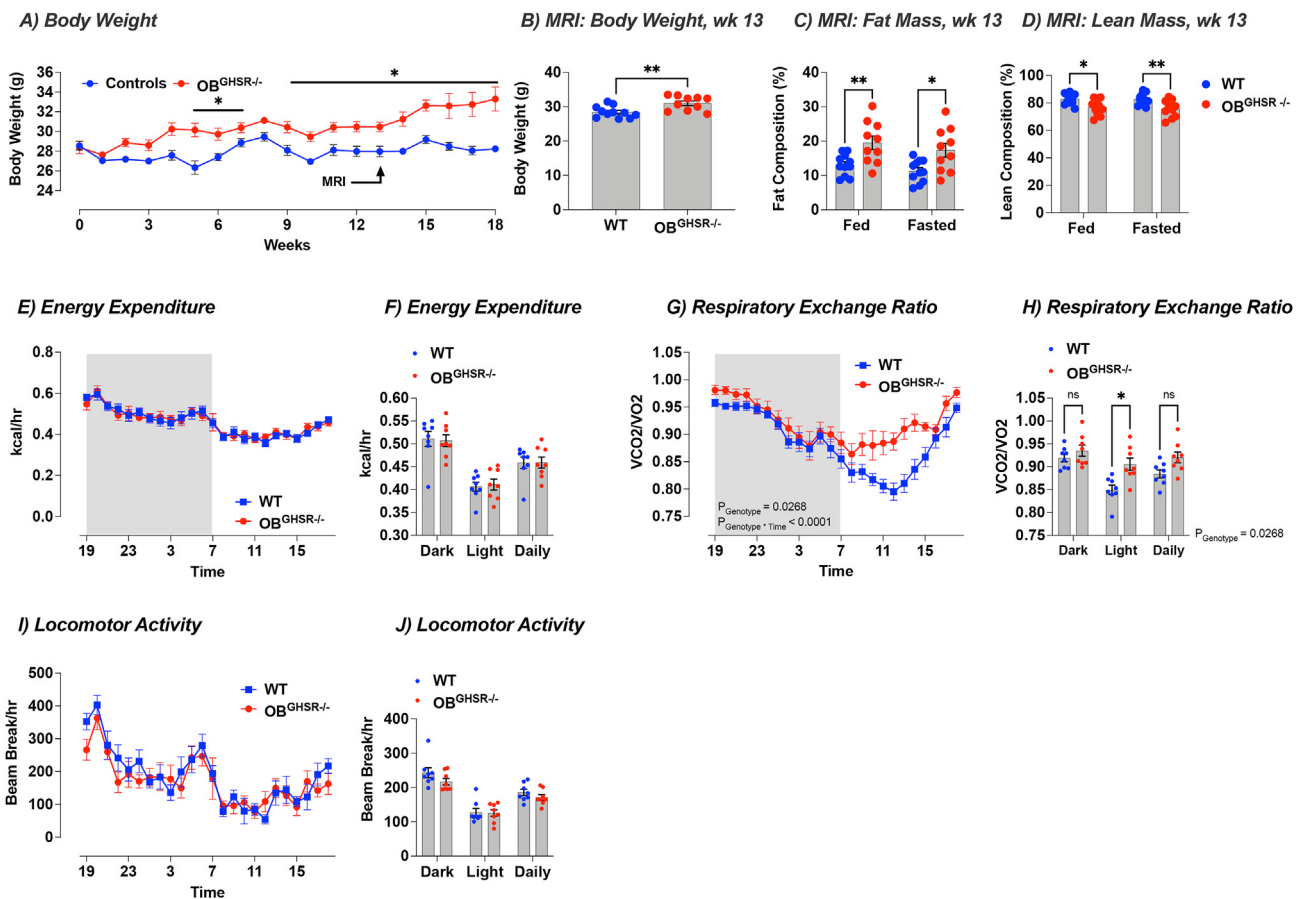 A) Body Weight
36
34
32
30
28
26
24
Body Weight (g)
Controls
OBGHSR-/-
*
*
MRI
0
3
6
9
12
15
18
Weeks
B) MRI: Body Weight, wk 13
40
30
20
10
0
Body Weight (g)
**
WT
OBGHSR-/-
C) MRI: Fat Mass, wk 13
40
30
20
10
0
Fat Composition (%)
**
*
Fed
Fasted
D) MRI: Lean Mass, wk 13
100
80
60
40
20
0
Lean Composition (%)
*
**
Fed
Fasted
WT
OBGHSR -/-
E) Energy Expenditure
0.8
0.6
0.4
0.2
0.0
kcal/hr
WT
OBGHSR-/-
19
23
3
7
11
15
Time
F) Energy Expenditure
WT
OBGHSR-/-
0.60
0.55
0.50
0.45
0.40
0.35
0.30
kcal/hr
Dark
Light
Daily
G) Respiratory Exchange Ratio
1.05
1.00
0.95
0.90
0.85
0.80
0.75
VCO2/VO2
WT
OBGHSR-/-
PGenotype = 0.0268
PGenotype * Time < 0.0001
19
23
3
7
11
15
Time
H) Respiratory Exchange Ratio
WT
OBGHSR-/-
1.05
1.00
0.95
0.90
0.85
0.80
0.75
VCO2/VO2
ns
*
ns
Dark
Light
Daily
PGenotype = 0.0268
I) Locomotor Activity
500
400
300
200
100
0
Beam Break/hr
WT
OBGHSR-/-
19
23
3
7
11
15
Time
J) Locomotor Activity
WT
OBGHSR-/-
400
300
200
100
0
Beam Break/hr
Dark
Light
Daily